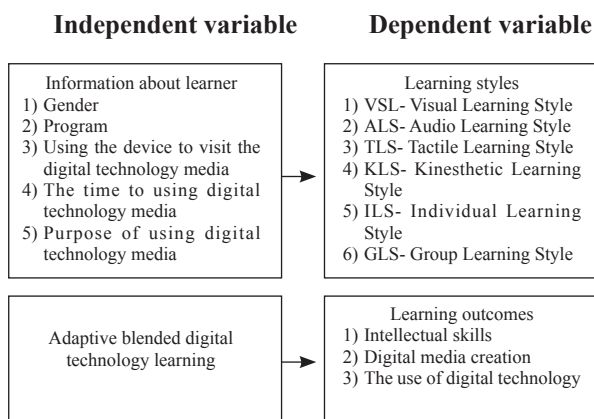 Independent variable
Dependent variable
Information about learner
1) Gender
2) Program
3) Using the device to visit the
digital technology media
4) The time to using digital
technology media
5) Purpose of using digital
technology media
Learning styles
1) VSL- Visual Learning Style
2) ALS- Audio Learning Style
3) TLS- Tactile Learning Style
4) KLS- Kinesthetic Learning
Style
5) ILS- Individual Learning
Style
6) GLS- Group Learning Style
Adaptive blended digital
technology learning
Learning outcomes
1) Intellectual skills
2) Digital media creation
3) The use of digital technology